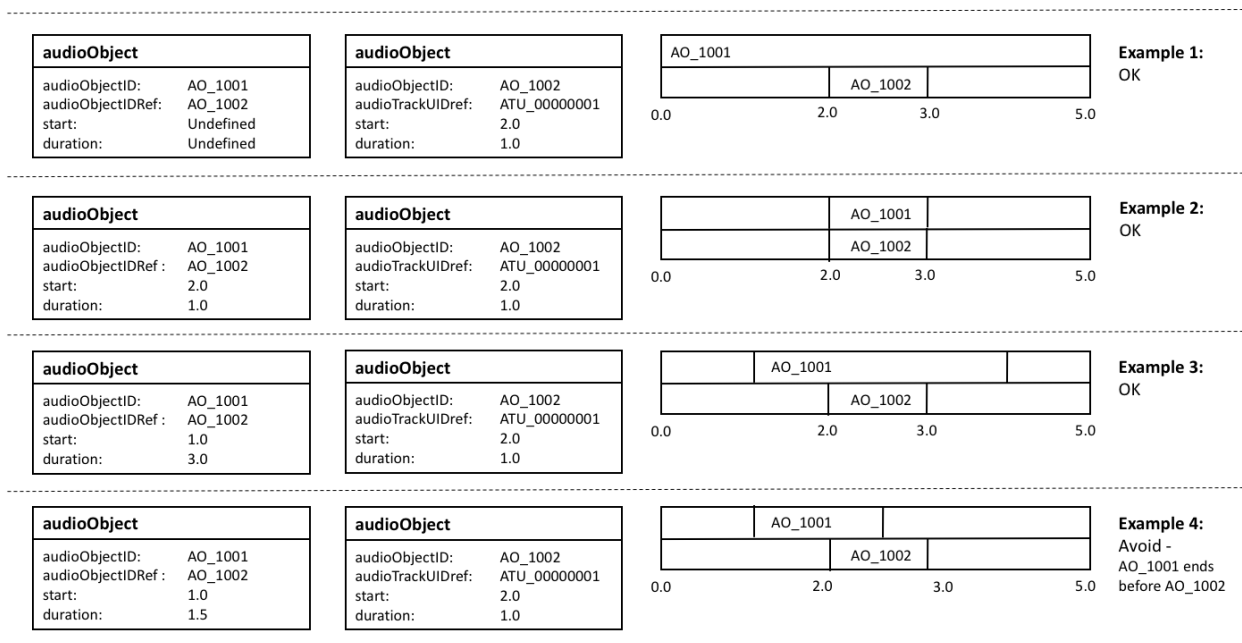 audioObject
audioObjectID: AO_1001
audioObjectIDRef: AO_1002
start: Undefined
duration: Undefined
audioObject
audioObjectID: AO_1002
audioTrackUIDref: ATU_00000001
start: 2.0
duration: 1.0
AO_1001
AO_1002
0.0 2.0 3.0 5.0
Example 1:
OK
audioObject
audioObjectID: AO_1001
audioObjectIDRef : AO_1002
start: 2.0
duration: 1.0
audioObject
audioObjectID: AO_1002
audioTrackUIDref: ATU_00000001
start: 2.0
duration: 1.0
AO_1001
AO_1002
0.0 2.0 3.0 5.0
Example 2:
OK
audioObject
audioObjectID: AO_1001
audioObjectIDRef : AO_1002
start: 1.0
duration: 3.0
audioObject
audioObjectID: AO_1002
audioTrackUIDref: ATU_00000001
start: 2.0
duration: 1.0
AO_1001
AO_1002
0.0 2.0 3.0 5.0
Example 3:
OK
audioObject
audioObjectID: AO_1001
audioObjectIDRef : AO_1002
start: 1.0
duration: 1.5
audioObject
audioObjectID: AO_1002
audioTrackUIDref: ATU_00000001
start: 2.0
duration: 1.0
AO_1001
AO_1002
0.0 2.0 3.0 5.0
Example 4:
Avoid -
AO_1001 ends
before AO_1002